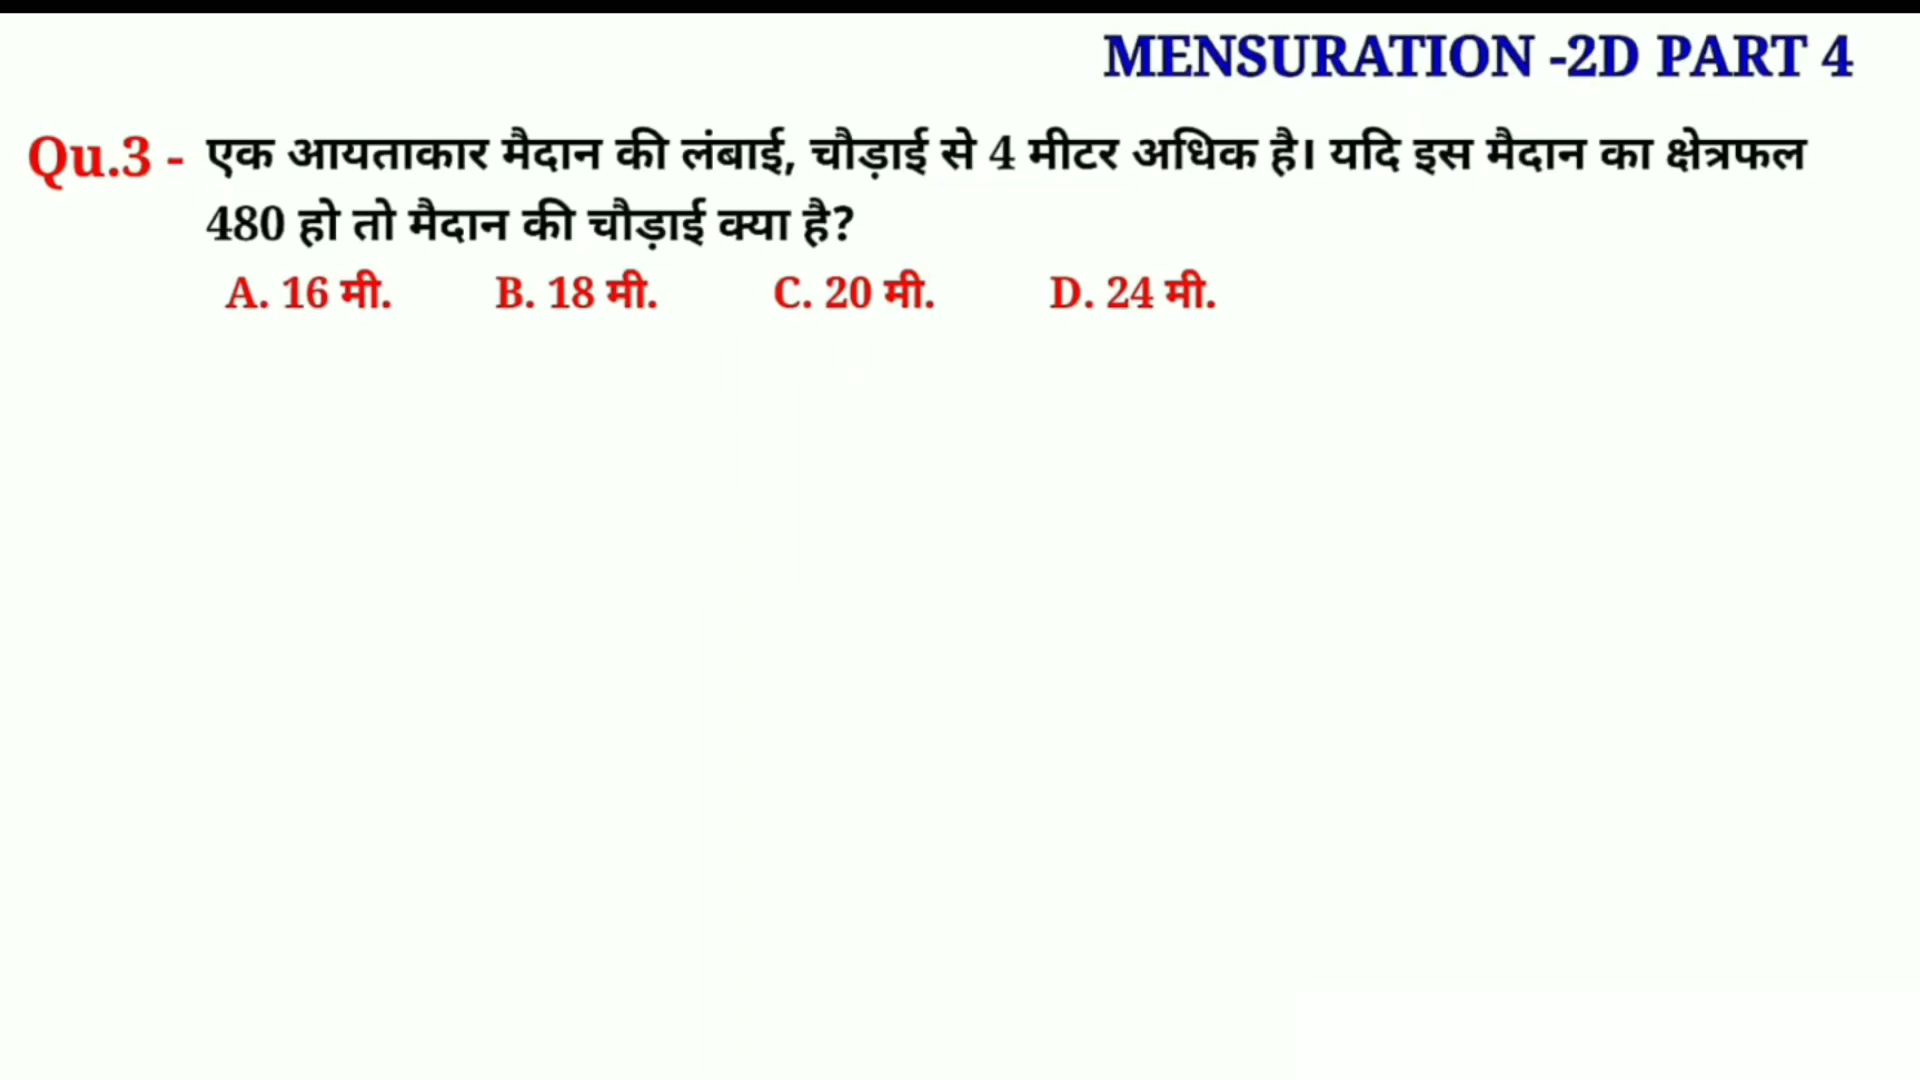 MENSURATION -2D PART 4
Qu.3 - एक आयताकार मैदान की लंबाई, चौड़ाई से 4 मीटर अधिक है। यदि इस मैदान का क्षेत्रफल
480 हो तो मैदान की चौड़ाई क्या है?
A. 16 मी. B. 18 मी. C. 20 मी. D. 24 मी.